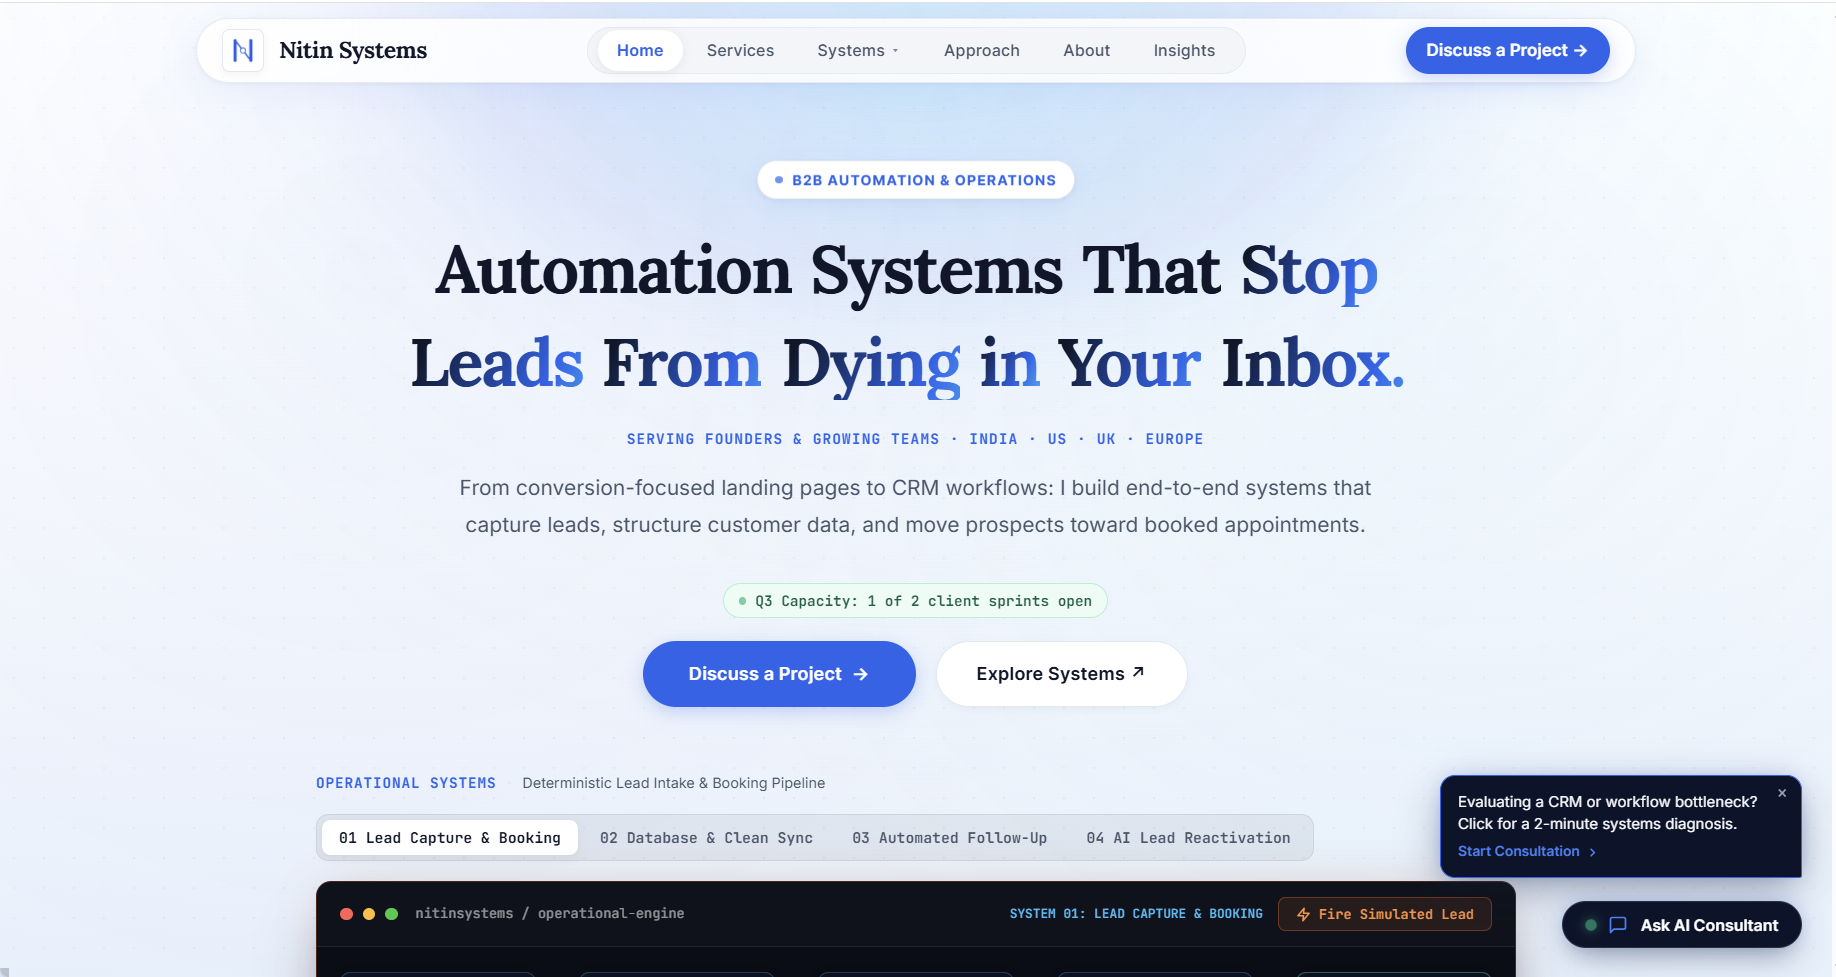 Nitin Systems
Home
Services
Systems
Approach
About
Insights
Discuss a Project →
B2B AUTOMATION & OPERATIONS
Automation Systems That Stop
Leads From Dying in Your Inbox.
SERVING FOUNDERS & GROWING TEAMS · INDIA · US · UK · EUROPE
From conversion-focused landing pages to CRM workflows: I build end-to-end systems that
capture leads, structure customer data, and move prospects toward booked appointments.
Q3 Capacity: 1 of 2 client sprints open
Discuss a Project →
Explore Systems ↗
OPERATIONAL SYSTEMS
Deterministic Lead Intake & Booking Pipeline
01 Lead Capture & Booking
02 Database & Clean Sync
03 Automated Follow-Up
04 AI Lead Reactivation
Evaluating a CRM or workflow bottleneck?
Click for a 2-minute systems diagnosis.
Start Consultation ›
nitinsystems / operational-engine
SYSTEM 01: LEAD CAPTURE & BOOKING
Fire Simulated Lead
Ask AI Consultant